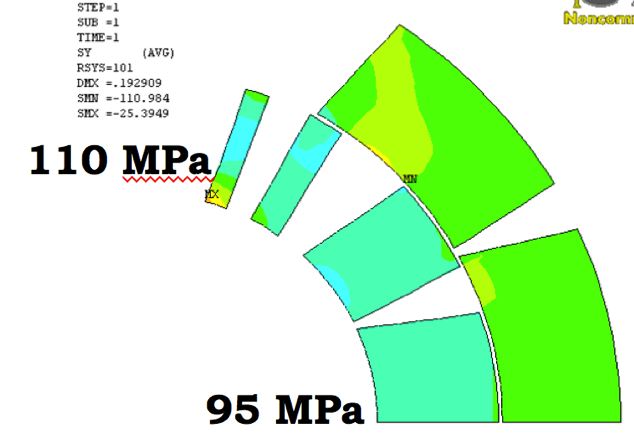 STEP=1
SUB =1
TIME=1
SY (AVG)
RSYS=101
DMX =.192909
SMN =-110.984
SMX =-25.3949
110 MPa
MX
MN
95 MPa